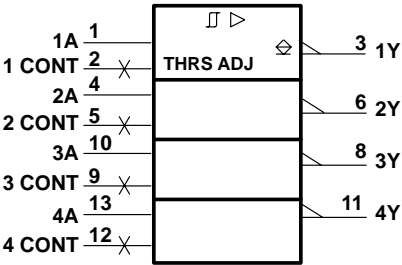 1A 1
1 CONT 2
THRS ADJ
3 1Y
2A 4
2 CONT 5
6 2Y
3A 10
3 CONT 9
8 3Y
4A 13
4 CONT 12
11 4Y